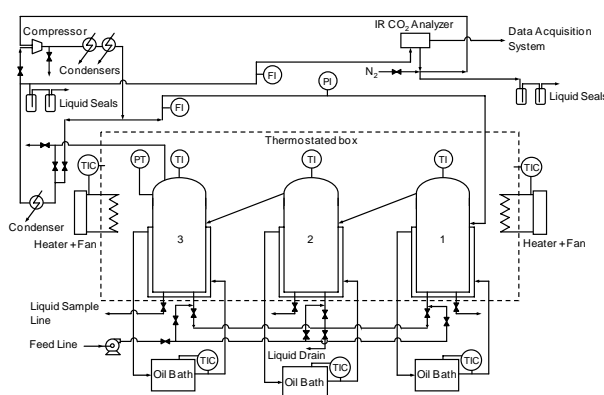 IR CO₂ Analyzer
Compressor
Data Acquisition
System
Condensers
FI
PI
N₂
Liquid Seals
FI
Liquid Seals
Thermostated box
TIC
PT
TI
TI
TI
TIC
Condenser
Heater+Fan
3
2
1
Heater+Fan
Liquid Sample
Line
Feed Line
Liquid Drain
TIC
TIC
TIC
Oil Bath
Oil Bath
Oil Bath